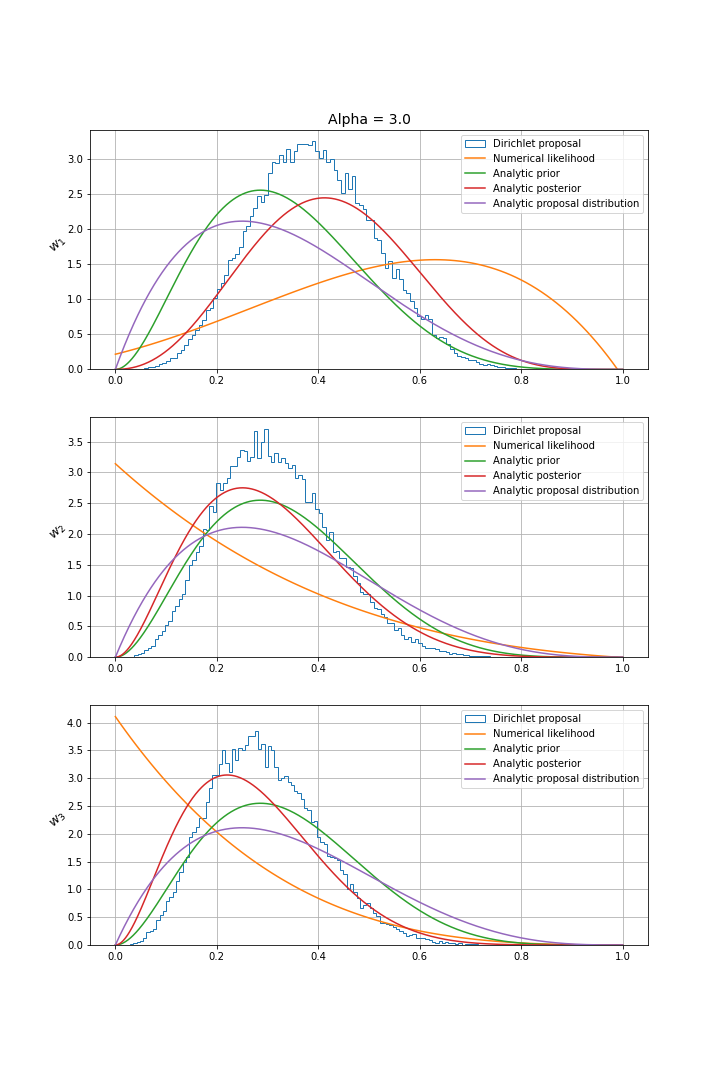 Alpha = 3.0
3.0
2.5
2.0
1.5
1.0
0.5
0.0
w₁
Dirichlet proposal
Numerical likelihood
Analytic prior
Analytic posterior
Analytic proposal distribution
0.0 0.2 0.4 0.6 0.8 1.0
3.5
3.0
2.5
2.0
1.5
1.0
0.5
0.0
w₂
Dirichlet proposal
Numerical likelihood
Analytic prior
Analytic posterior
Analytic proposal distribution
0.0 0.2 0.4 0.6 0.8 1.0
4.0
3.5
3.0
2.5
2.0
1.5
1.0
0.5
0.0
w₃
Dirichlet proposal
Numerical likelihood
Analytic prior
Analytic posterior
Analytic proposal distribution
0.0 0.2 0.4 0.6 0.8 1.0